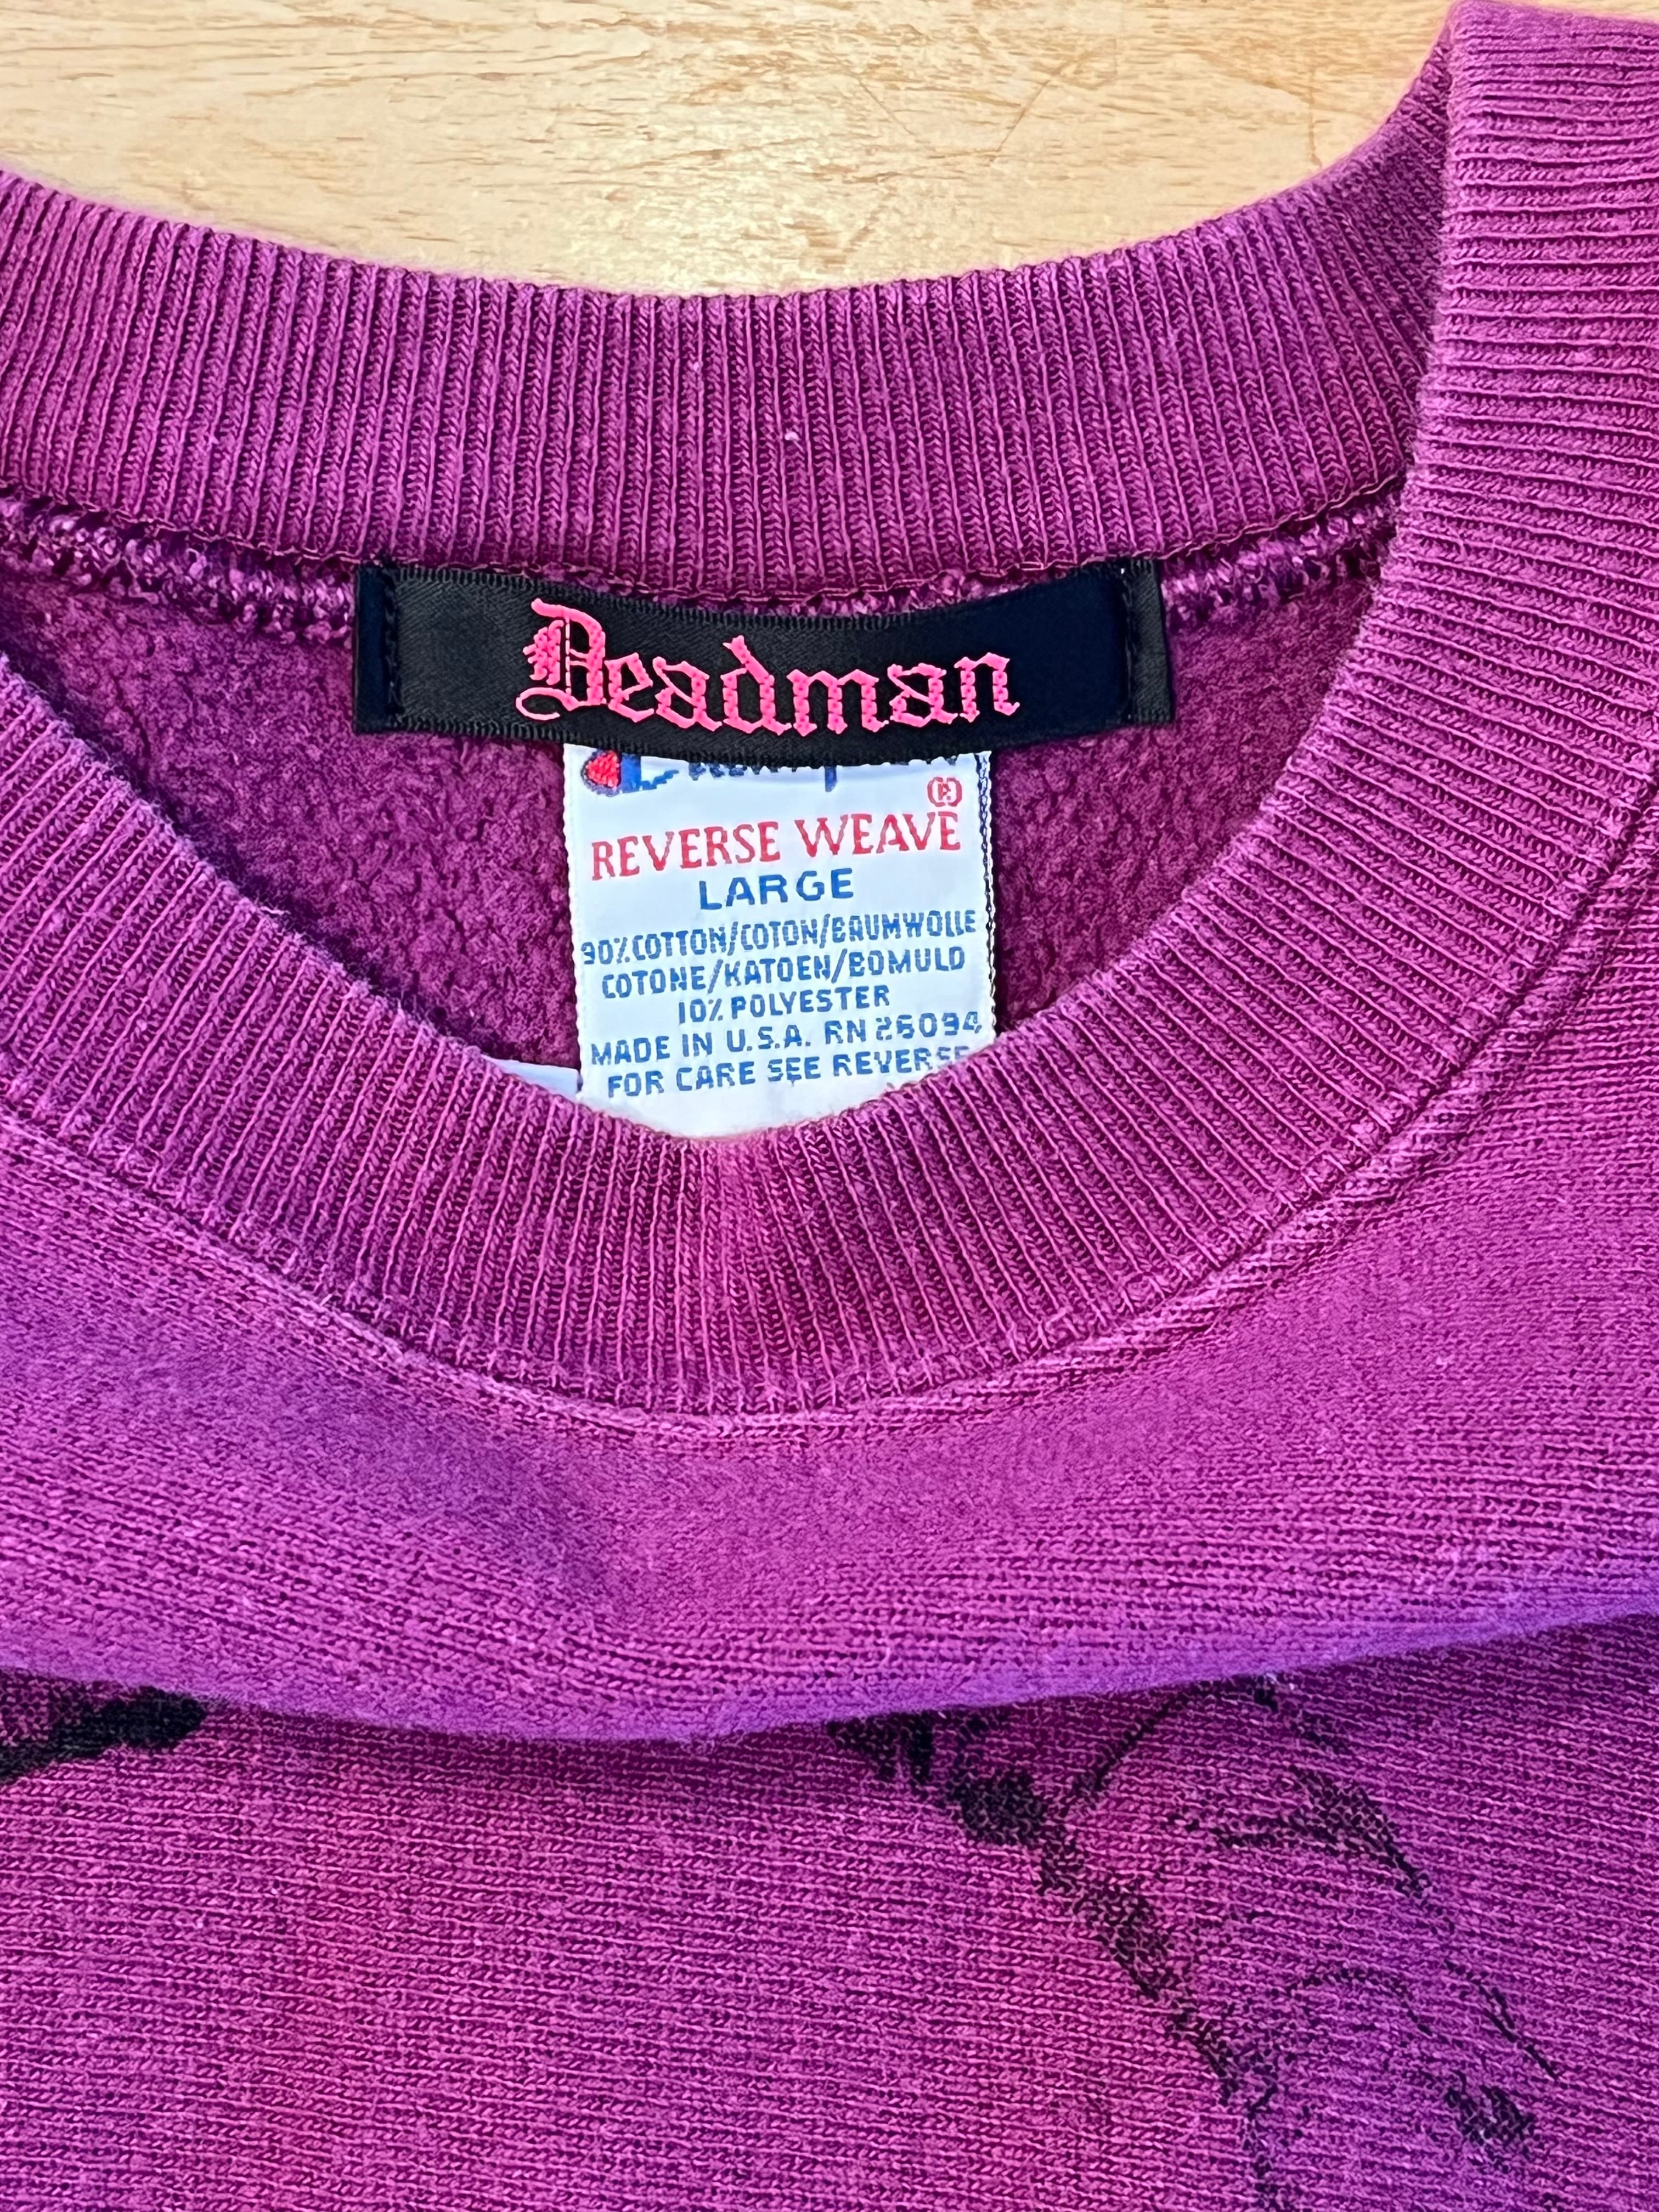 Deadman
REVERSE WEAVE ®
LARGE
90% COTTON/COTON/BAUMWOLLE
COTONE/KATOEN/BOMULD
10% POLYESTER
MADE IN U.S.A. RN 26094
FOR CARE SEE REVERSE